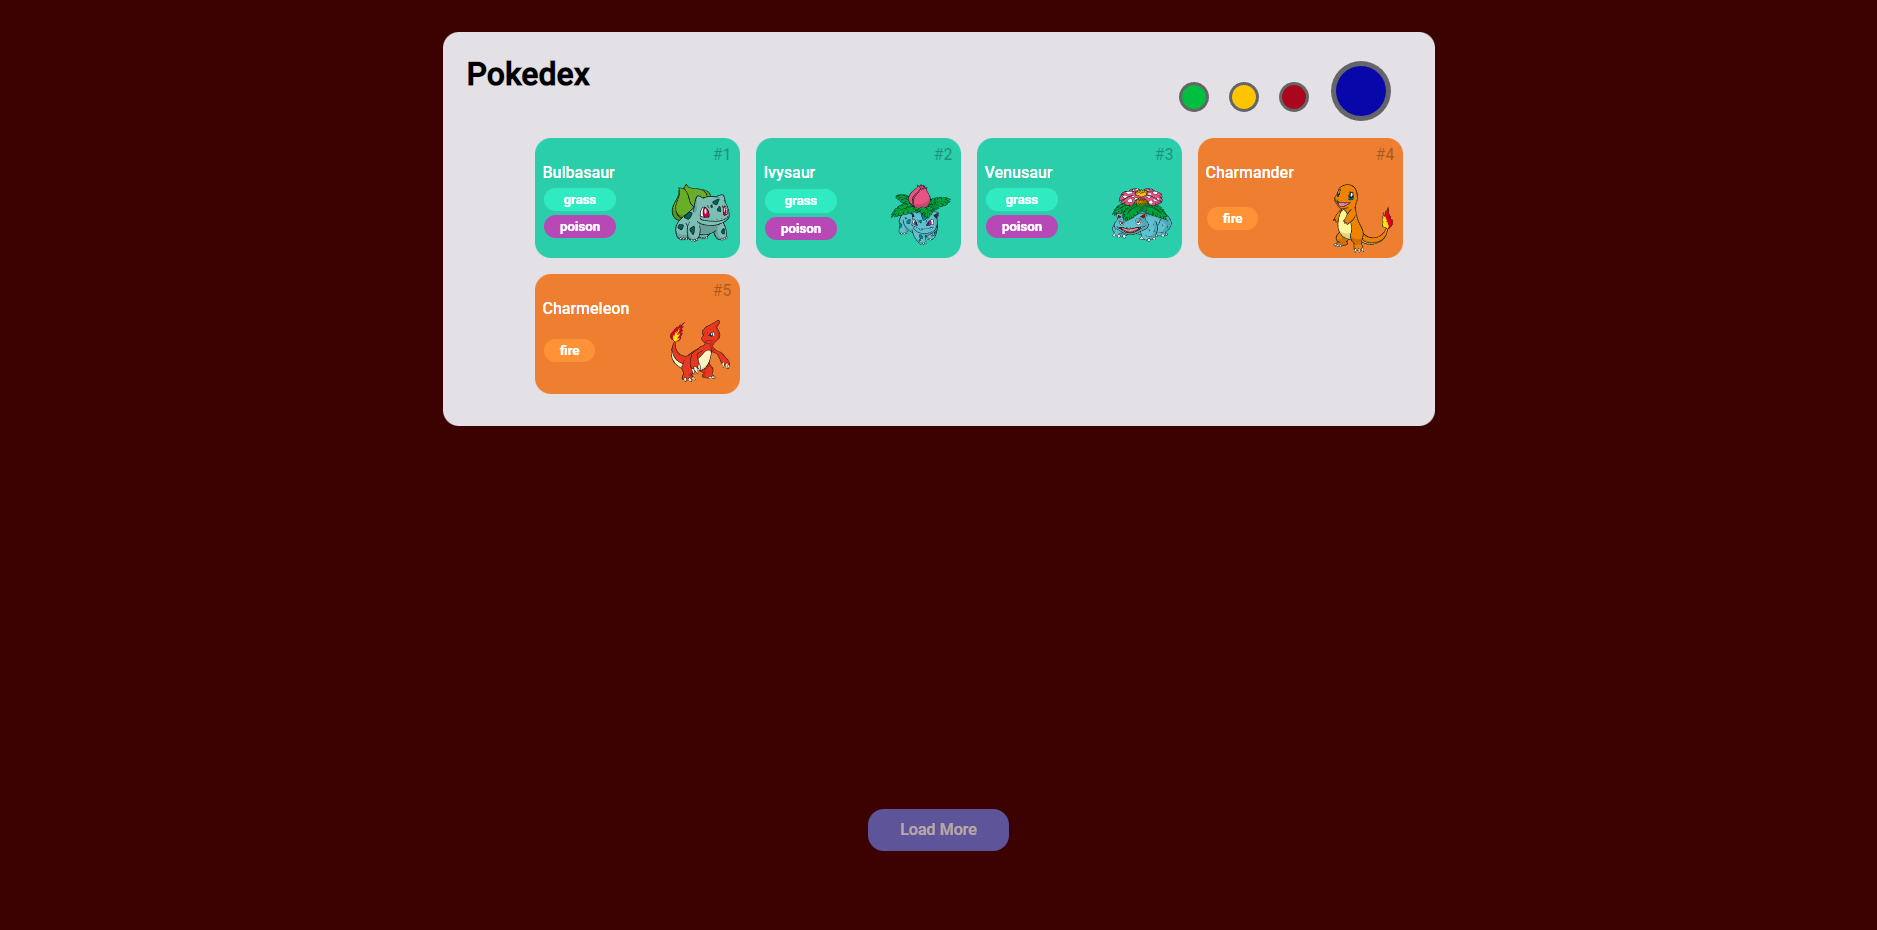 Pokedex
#1
Bulbasaur
grass
poison
#2
Ivysaur
grass
poison
#3
Venusaur
grass
poison
#4
Charmander
fire
#5
Charmeleon
fire
Load More